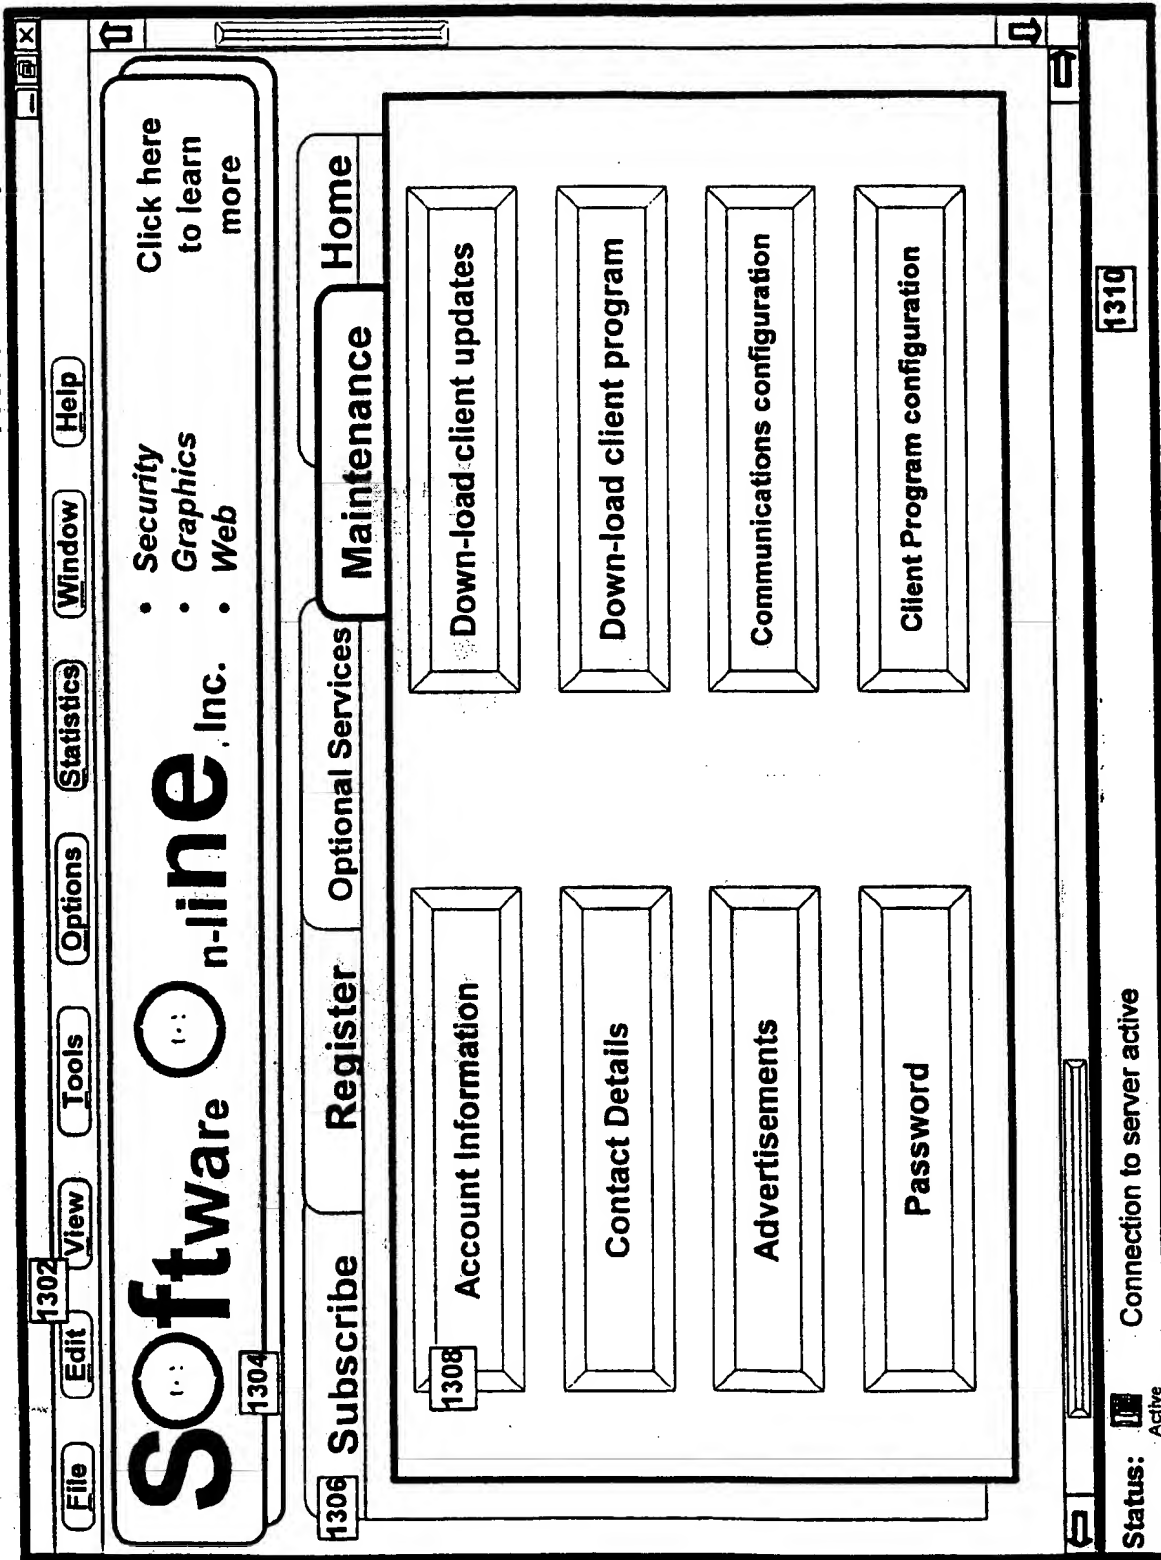 1302
File Edit View Tools Options Statistics Window Help
Software On-line, Inc.
• Security
• Graphics
• Web
Click here
to learn
more
1304
1306
Subscribe Register Optional Services Maintenance Home
1308
Account Information
Down-load client updates
Contact Details
Down-load client program
Advertisements
Communications configuration
Password
Client Program configuration
Status: Active Connection to server active
1310